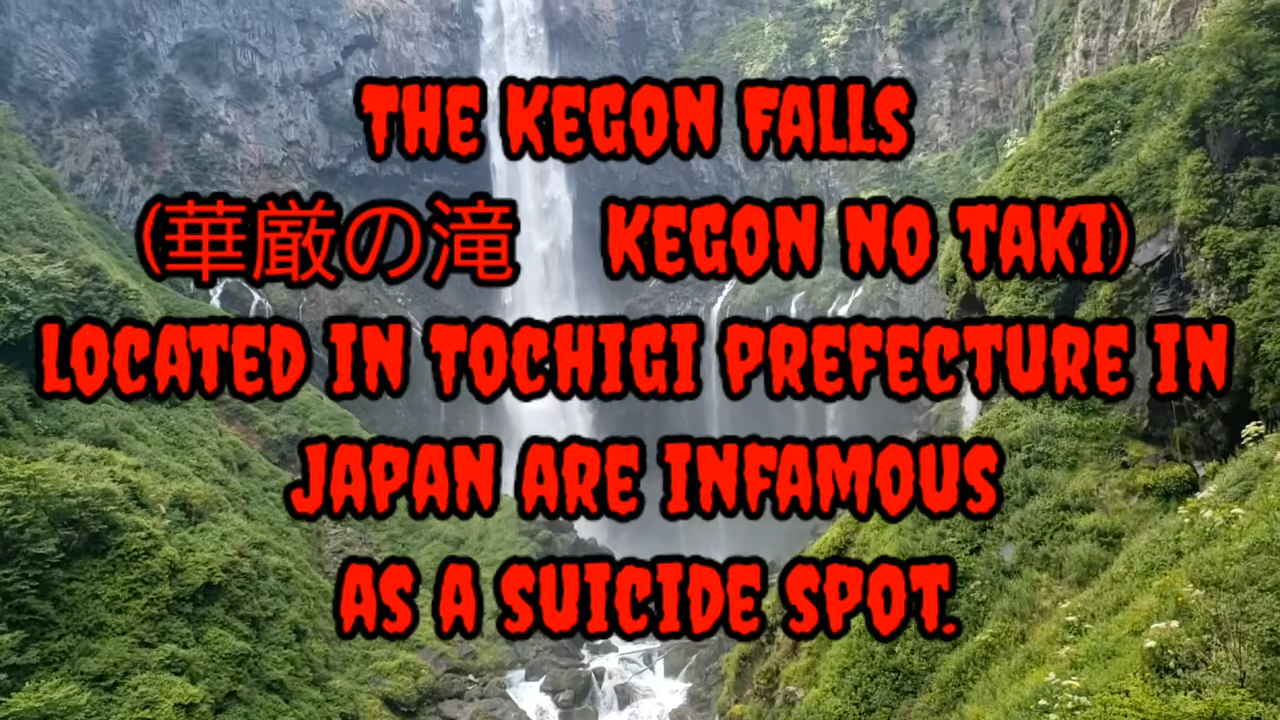 THE KEGON FALLS
(華厳の滝　KEGON NO TAKI)
LOCATED IN TOCHIGI PREFECTURE IN
JAPAN ARE INFAMOUS
AS A SUICIDE SPOT.